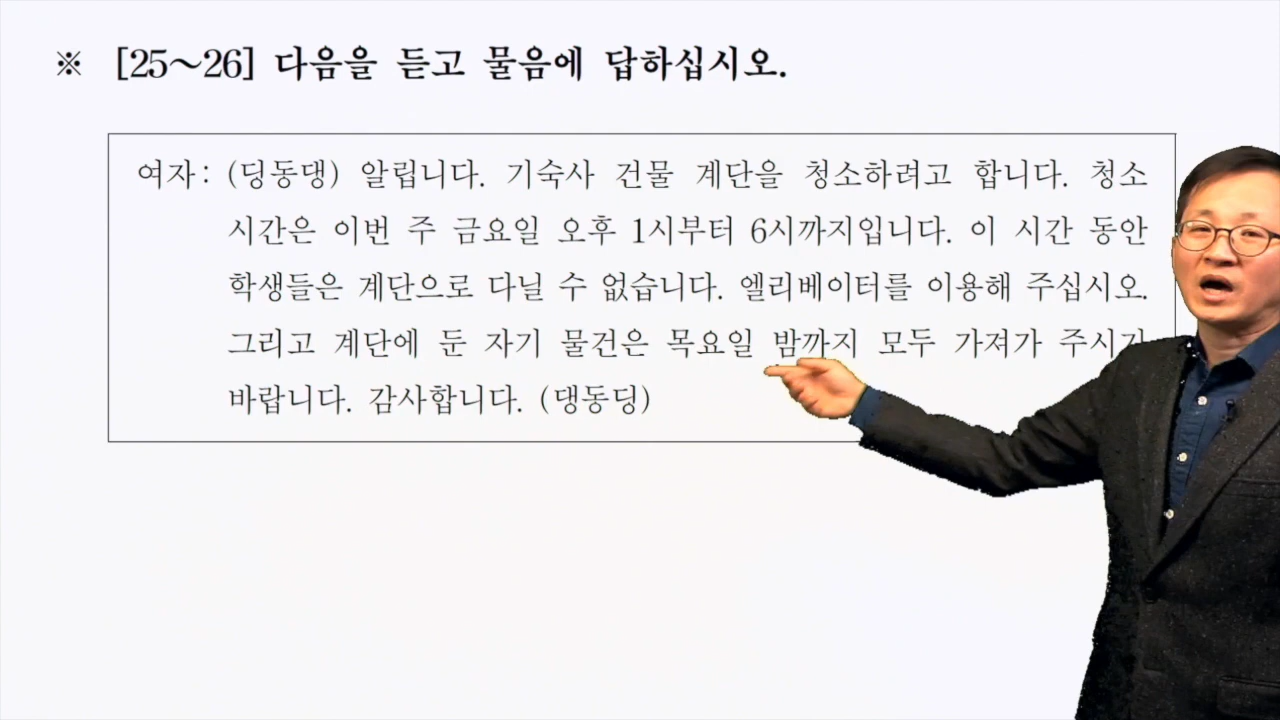 ※ [25～26] 다음을 듣고 물음에 답하십시오.
여자: (딩동댕) 알립니다. 기숙사 건물 계단을 청소하려고 합니다. 청소
시간은 이번 주 금요일 오후 1시부터 6시까지입니다. 이 시간 동안
학생들은 계단으로 다닐 수 없습니다. 엘리베이터를 이용해 주십시오.
그리고 계단에 둔 자기 물건은 목요일 밤까지 모두 가져가 주시기
바랍니다. 감사합니다. (댕동딩)